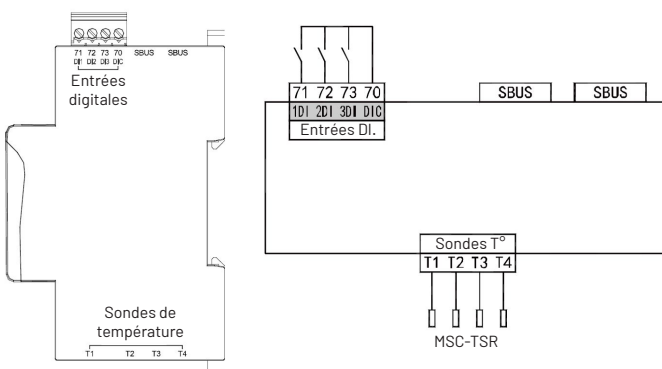 71 72 73 70 SBUS SBUS
DI1 DI2 DI3 DIC
Entrées
digitales
Sondes de
température
T1 T2 T3 T4
71 72 73 70
1DI 2DI 3DI DIC
Entrées DI.
SBUS SBUS
Sondes T°
T1 T2 T3 T4
MSC-TSR